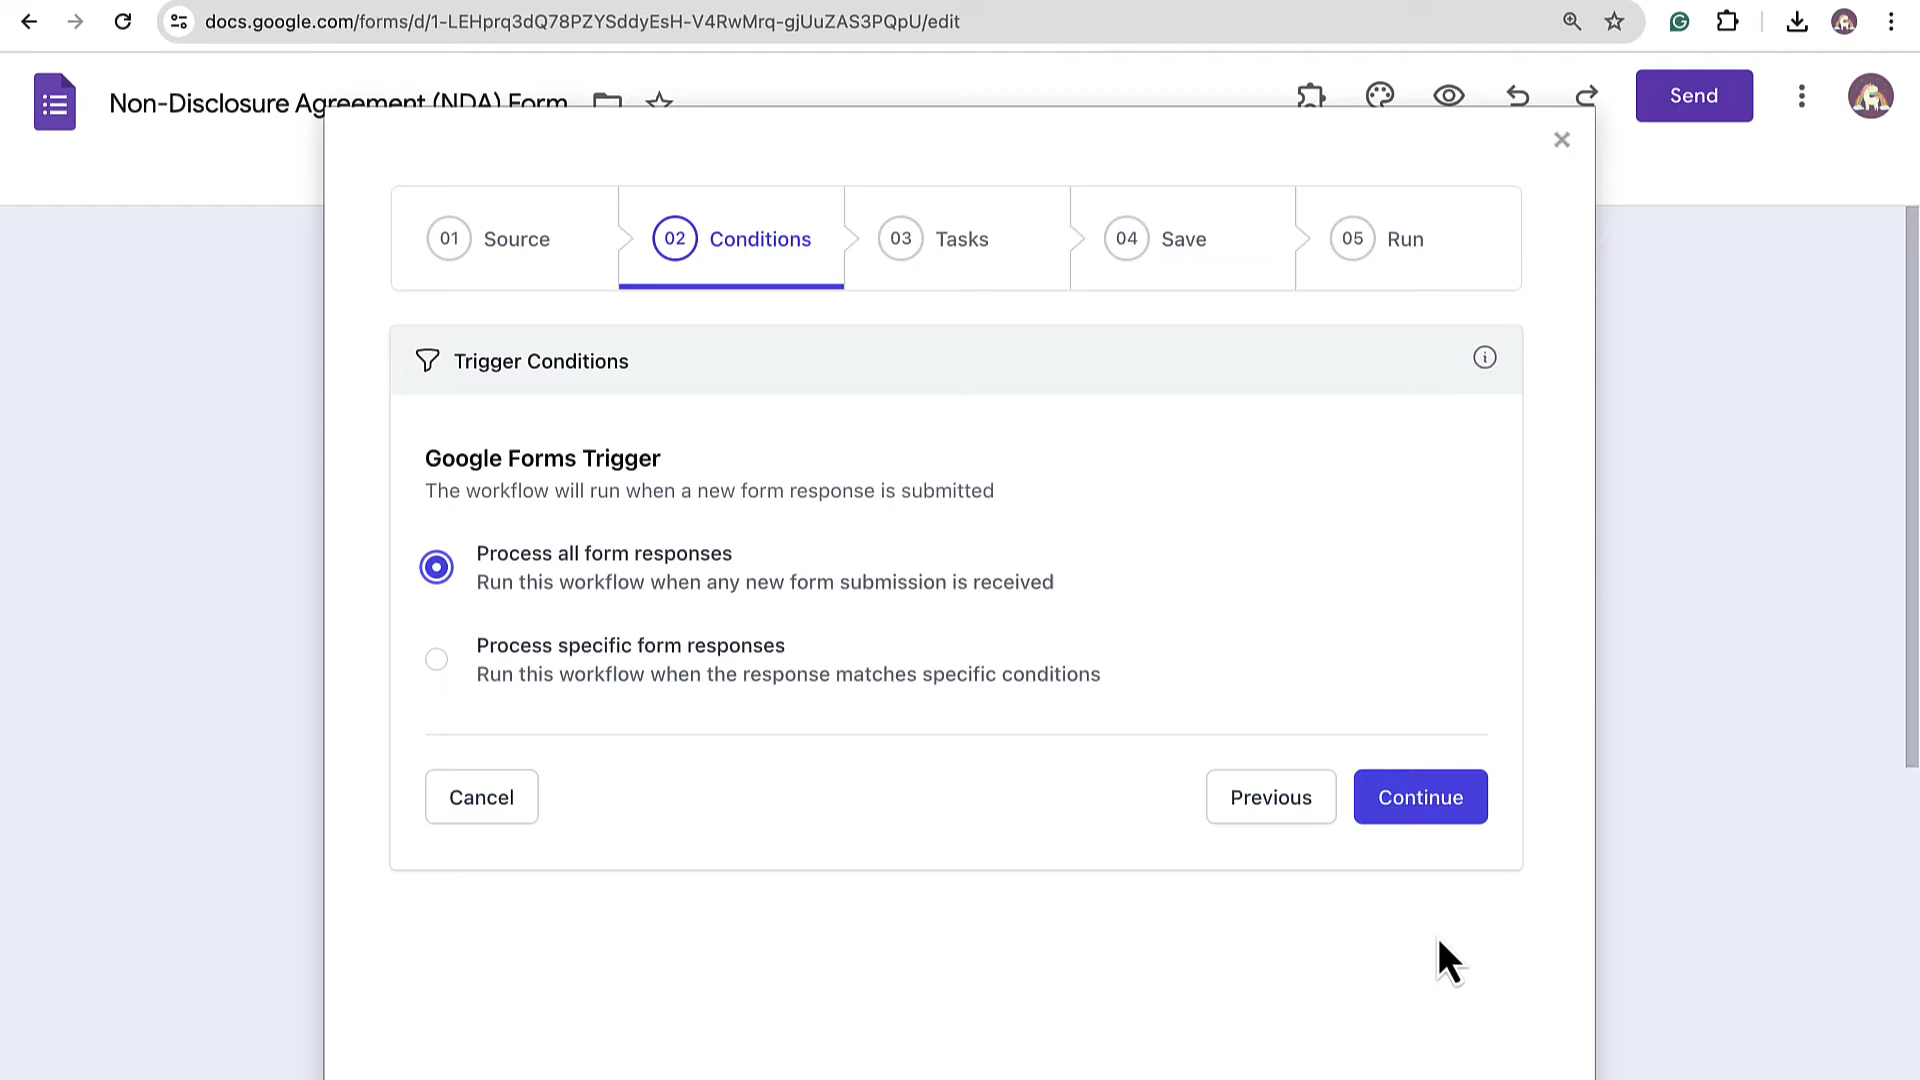 docs.google.com/forms/d/1-LEHprq3dQ78PZYSddyEsH-V4RwMrq-gjUuZAS3PQpU/edit
Non-Disclosure Agreement (NDA) Form
Send
01 Source
02 Conditions
03 Tasks
04 Save
05 Run
Trigger Conditions
Google Forms Trigger
The workflow will run when a new form response is submitted
Process all form responses
Run this workflow when any new form submission is received
Process specific form responses
Run this workflow when the response matches specific conditions
Cancel
Previous
Continue